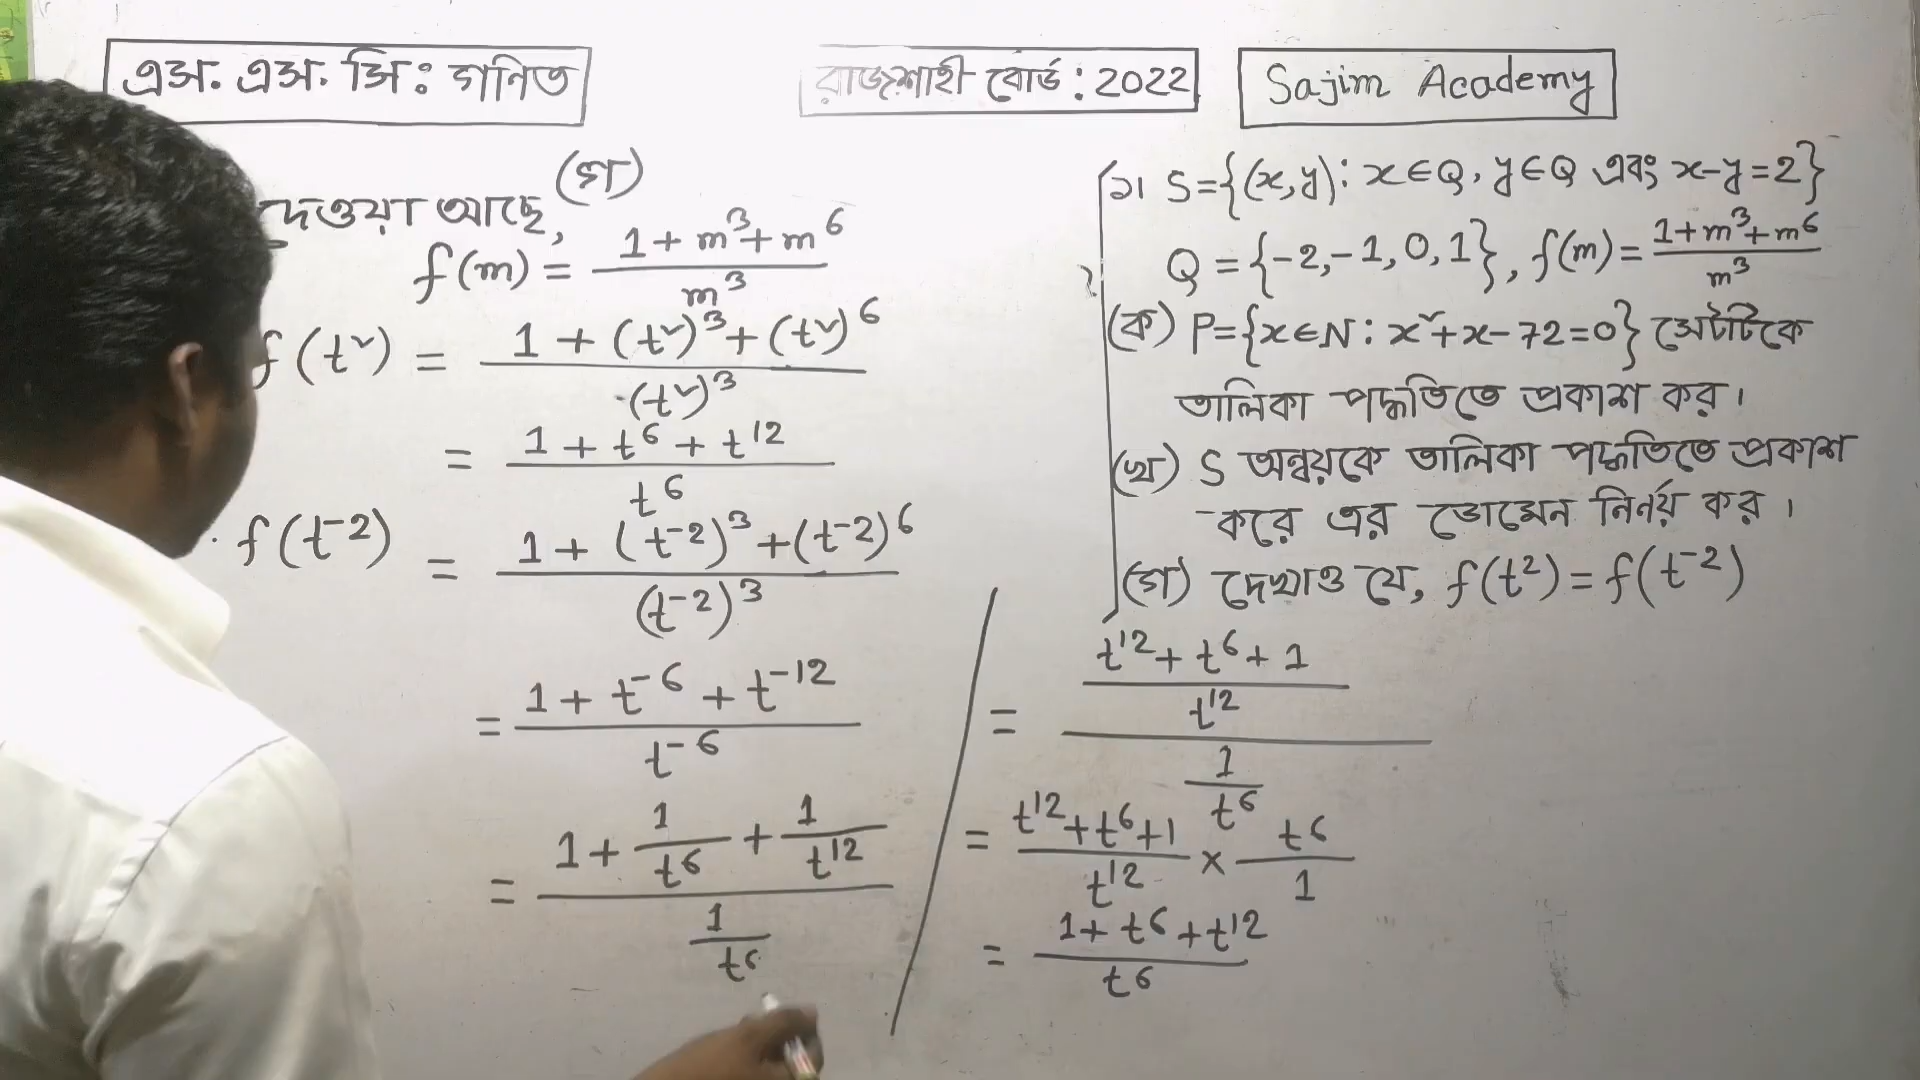 এস. এস. সি: গনিত
রাজশাহী বোর্ড: 2022
Sajim Academy
(গ)
দেওয়া আছে,
f(m) = (1 + m³ + m⁶) / m³
f(t²) = (1 + (t²)³ + (t²)⁶) / (t²)³
= (1 + t⁶ + t¹²) / t⁶
f(t⁻²) = (1 + (t⁻²)³ + (t⁻²)⁶) / (t⁻²)³
= (1 + t⁻⁶ + t⁻¹²) / t⁻⁶
= (1 + 1/t⁶ + 1/t¹²) / (1/t⁶)
১। S={(x,y): x∈Q, y∈Q এবং x-y=2}
Q = {-2,-1, 0, 1}, f(m) = (1+m³+m⁶) / m³
(ক) P={x∈N: x²+x-72=0} সেটটিকে
তালিকা পদ্ধতিতে প্রকাশ কর।
(খ) S অন্বয়কে তালিকা পদ্ধতিতে প্রকাশ
করে এর ডোমেন নির্নয় কর।
(গ) দেখাও যে, f(t²) = f(t⁻²)
= ((t¹² + t⁶ + 1) / t¹²) / (1/t⁶)
= (t¹² + t⁶ + 1) / t¹² × t⁶ / 1
= (1 + t⁶ + t¹²) / t⁶